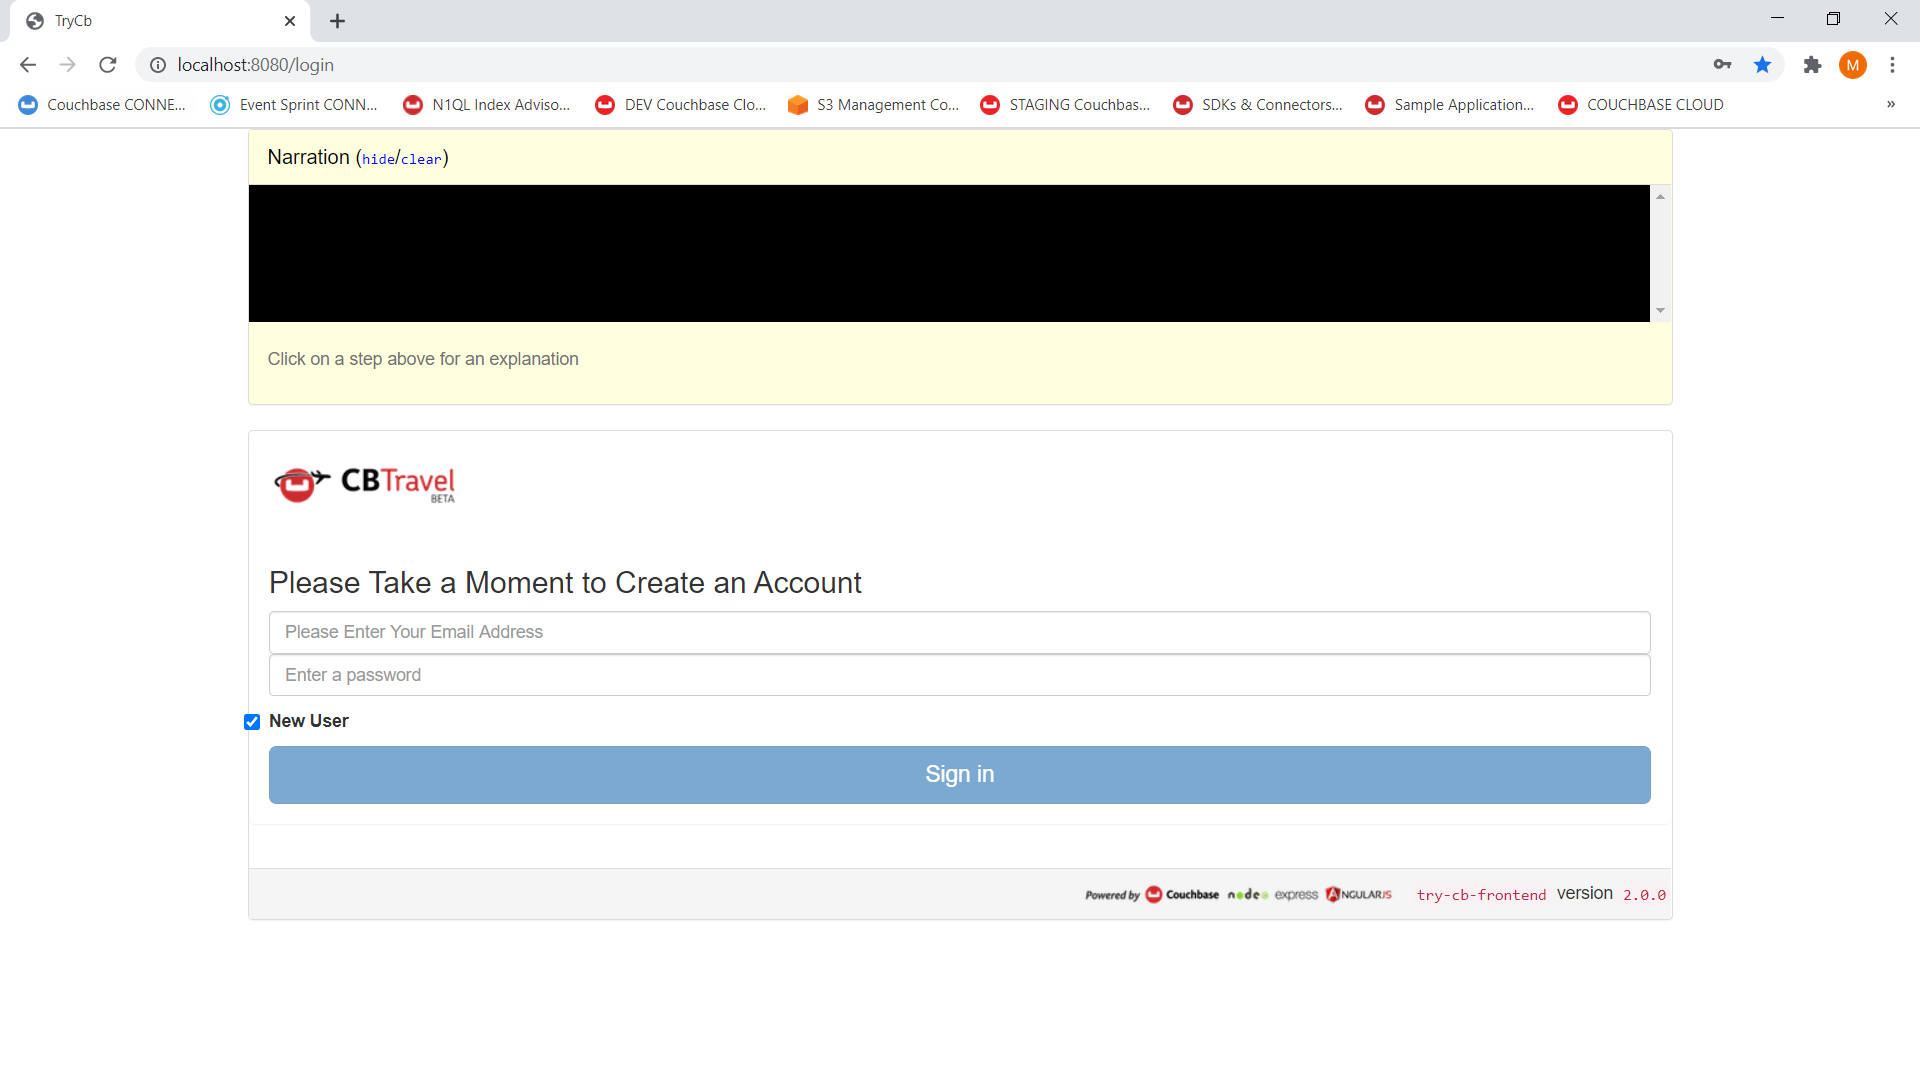 TryCb
localhost:8080/login
M
Couchbase CONNE...
Event Sprint CONN...
N1QL Index Adviso...
DEV Couchbase Clo...
S3 Management Co...
STAGING Couchbas...
SDKs & Connectors...
Sample Application...
COUCHBASE CLOUD
»
Narration (hide/clear)
Click on a step above for an explanation
CBTravel
BETA
Please Take a Moment to Create an Account
Please Enter Your Email Address
Enter a password
New User
Sign in
Powered by Couchbase node express ANGULARJS try-cb-frontend version 2.0.0